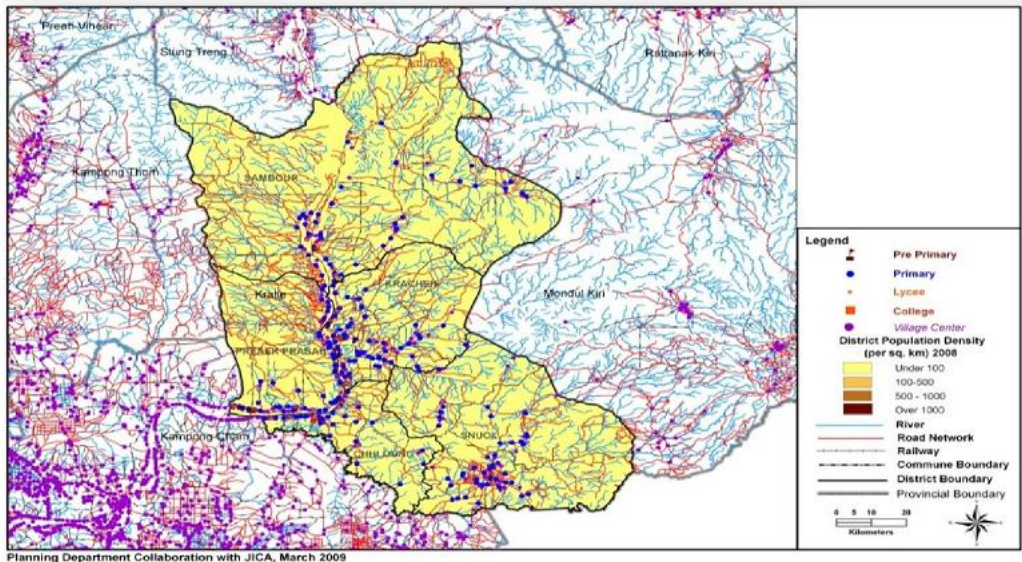 Preah Vihear
Stung Treng
Rattanak Kiri
Kampong Thom
SAMBOUR
Kratie
KRACHEH
Mondul Kiri
PREAEK PRASAB
Kampong Cham
SNUOL
CHHLOUNG
Legend
Pre Primary
Primary
Lycee
College
Village Center
District Population Density
(per sq. km) 2008
Under 100
100-500
500 - 1000
Over 1000
River
Road Network
Railway
Commune Boundary
District Boundary
Provincial Boundary
0 5 10 20
Kilometers
Planning Department Collaboration with JICA, March 2009